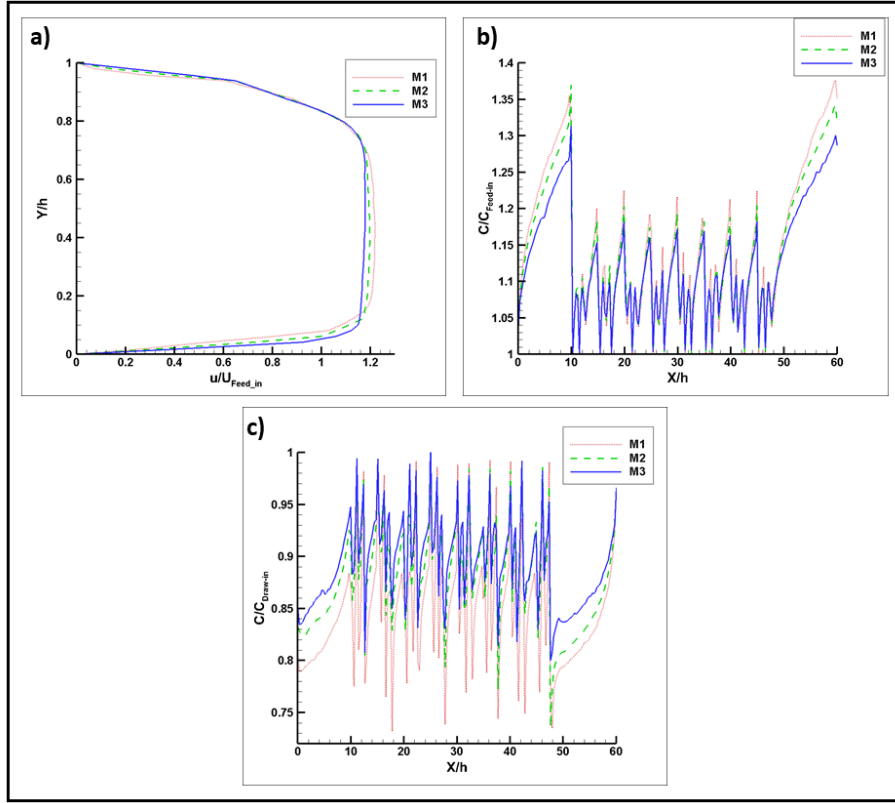 a)
M1
M2
M3
1
0.8
0.6
0.4
0.2
0
Y/h
0 0.2 0.4 0.6 0.8 1 1.2
u/U_Feed_in
b)
M1
M2
M3
1.4
1.35
1.3
1.25
1.2
1.15
1.1
1.05
1
C/C_Feed-in
0 10 20 30 40 50 60
X/h
c)
M1
M2
M3
1
0.95
0.9
0.85
0.8
0.75
C/C_Draw-in
0 10 20 30 40 50 60
X/h